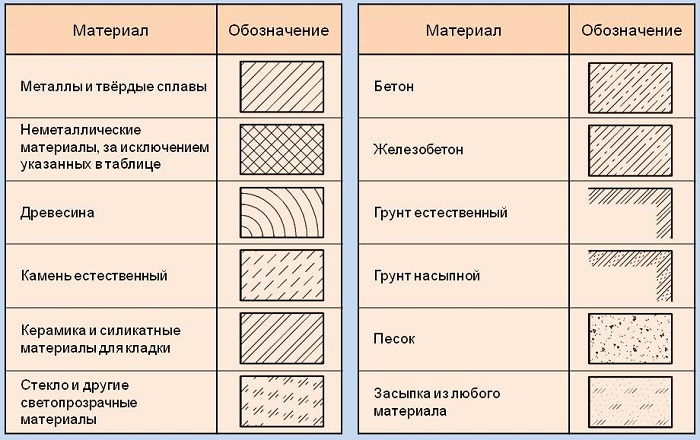 Материал
Обозначение
Металлы и твёрдые сплавы
Неметаллические
материалы, за исключением
указанных в таблице
Древесина
Камень естественный
Керамика и силикатные
материалы для кладки
Стекло и другие
светопрозрачные
материалы
Материал
Обозначение
Бетон
Железобетон
Грунт естественный
Грунт насыпной
Песок
Засыпка из любого
материала